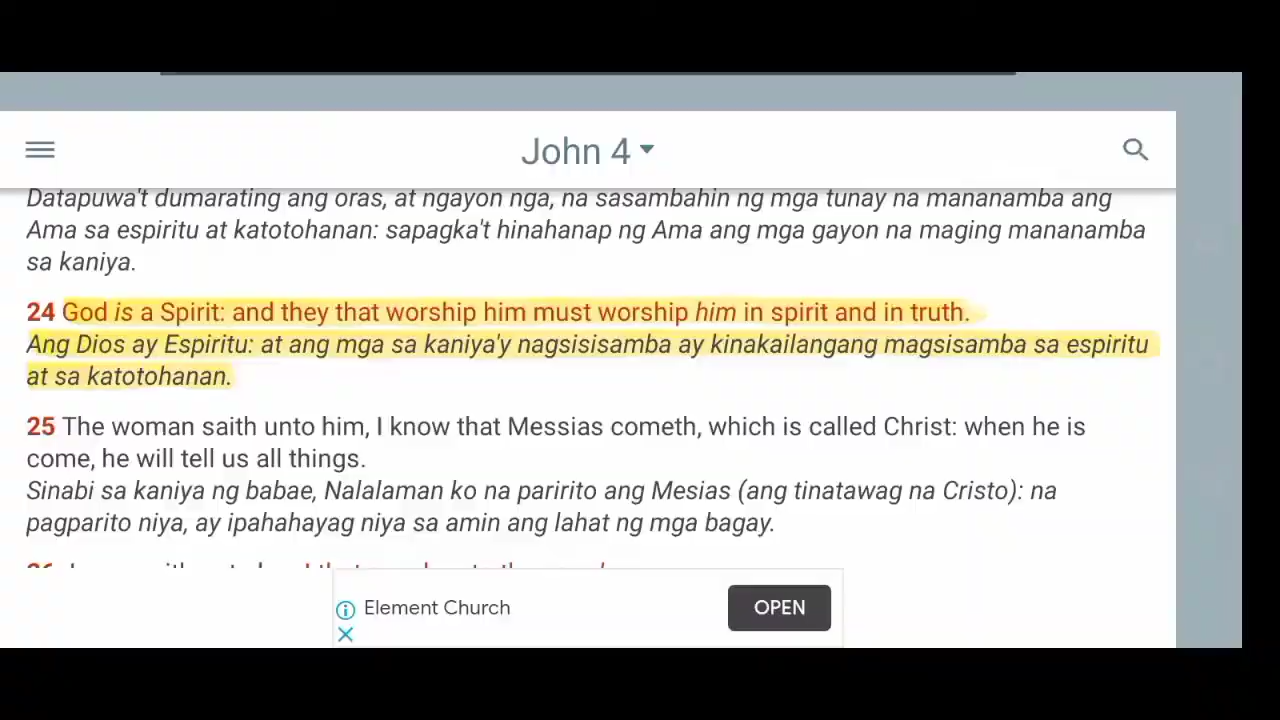 John 4
Datapuwa't dumarating ang oras, at ngayon nga, na sasambahin ng mga tunay na mananamba ang
Ama sa espiritu at katotohanan: sapagka't hinahanap ng Ama ang mga gayon na maging mananamba
sa kaniya.
24 God is a Spirit: and they that worship him must worship him in spirit and in truth.
Ang Dios ay Espiritu: at ang mga sa kaniya'y nagsisisamba ay kinakailangang magsisamba sa espiritu
at sa katotohanan.
25 The woman saith unto him, I know that Messias cometh, which is called Christ: when he is
come, he will tell us all things.
Sinabi sa kaniya ng babae, Nalalaman ko na paririto ang Mesias (ang tinatawag na Cristo): na
pagparito niya, ay ipahahayag niya sa amin ang lahat ng mga bagay.
Element Church
OPEN